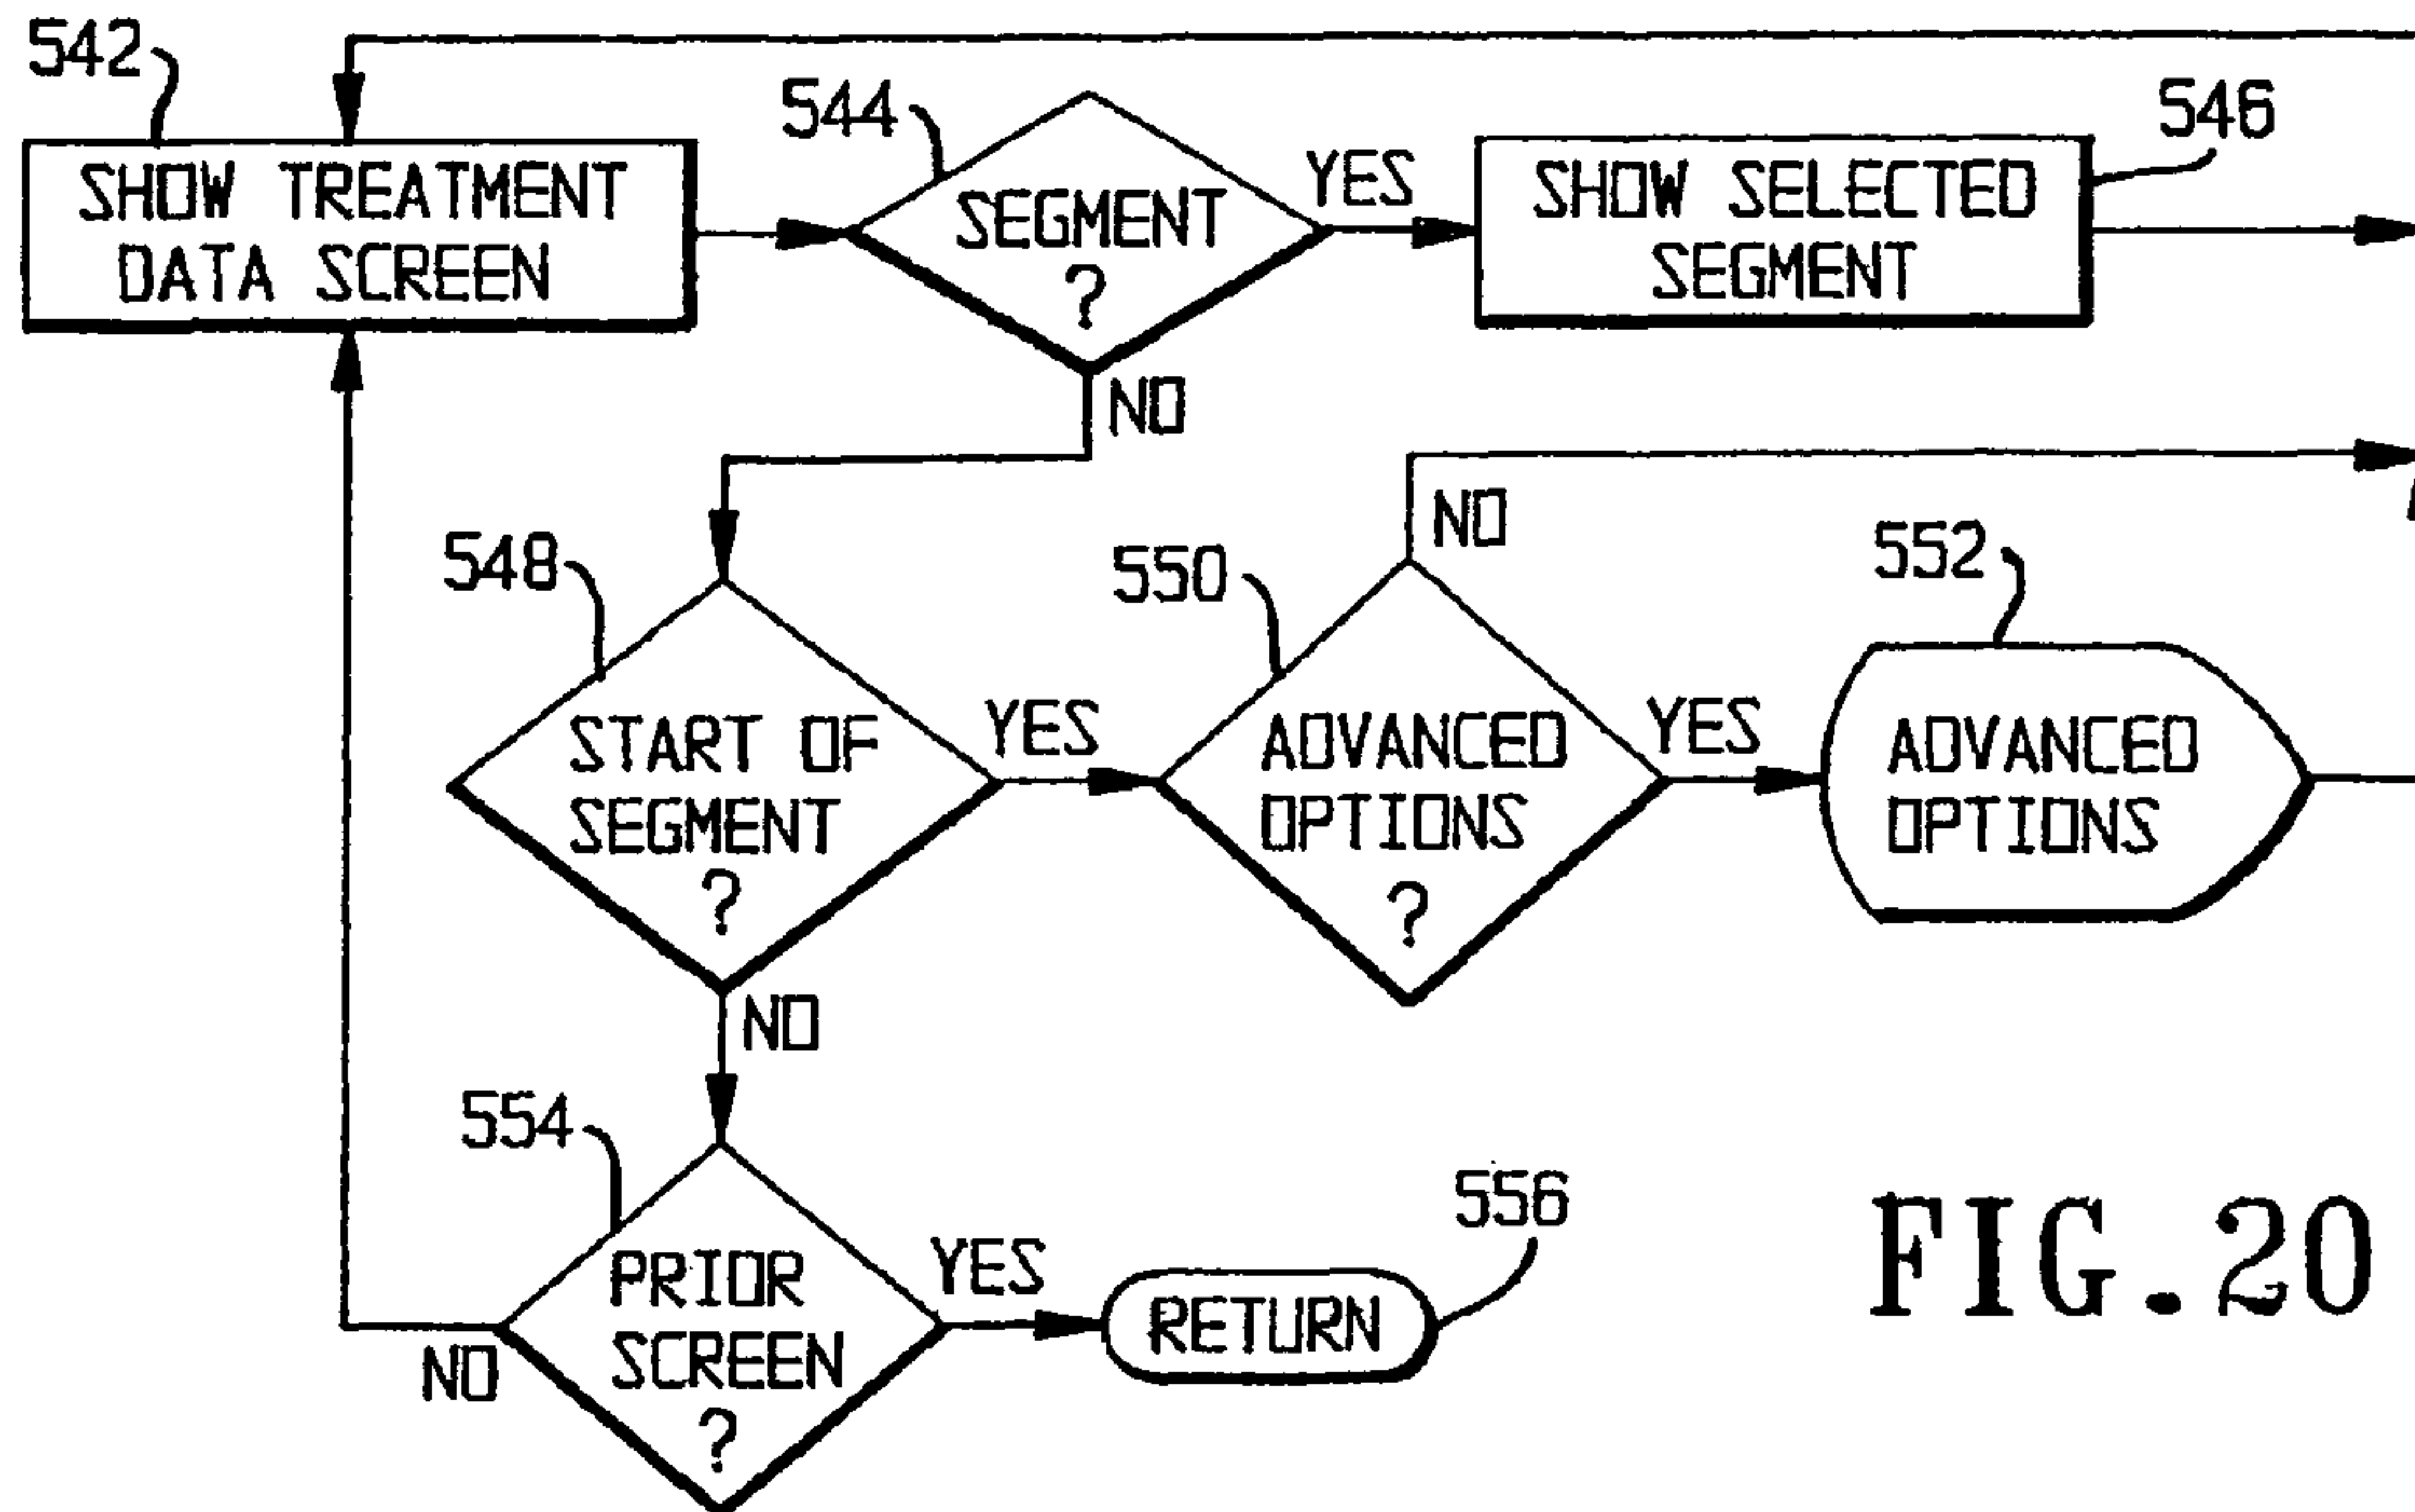 542
SHOW TREATMENT
DATA SCREEN
544
SEGMENT
?
YES
NO
546
SHOW SELECTED
SEGMENT
548
START OF
SEGMENT
?
YES
NO
550
ADVANCED
OPTIONS
?
NO
YES
552
ADVANCED
OPTIONS
554
PRIOR
SCREEN
?
YES
NO
556
RETURN
FIG.20